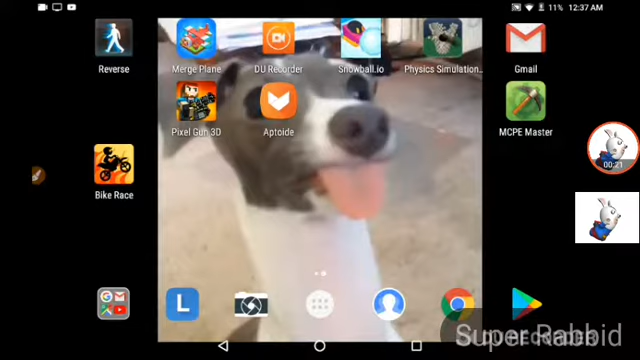 11% 12:37 AM
Reverse
Merge Plane
DU Recorder
Snowball.io
Physics Simulation...
Gmail
Pixel Gun 3D
Aptoide
MCPE Master
00:21
Bike Race
L
Super Rabbid